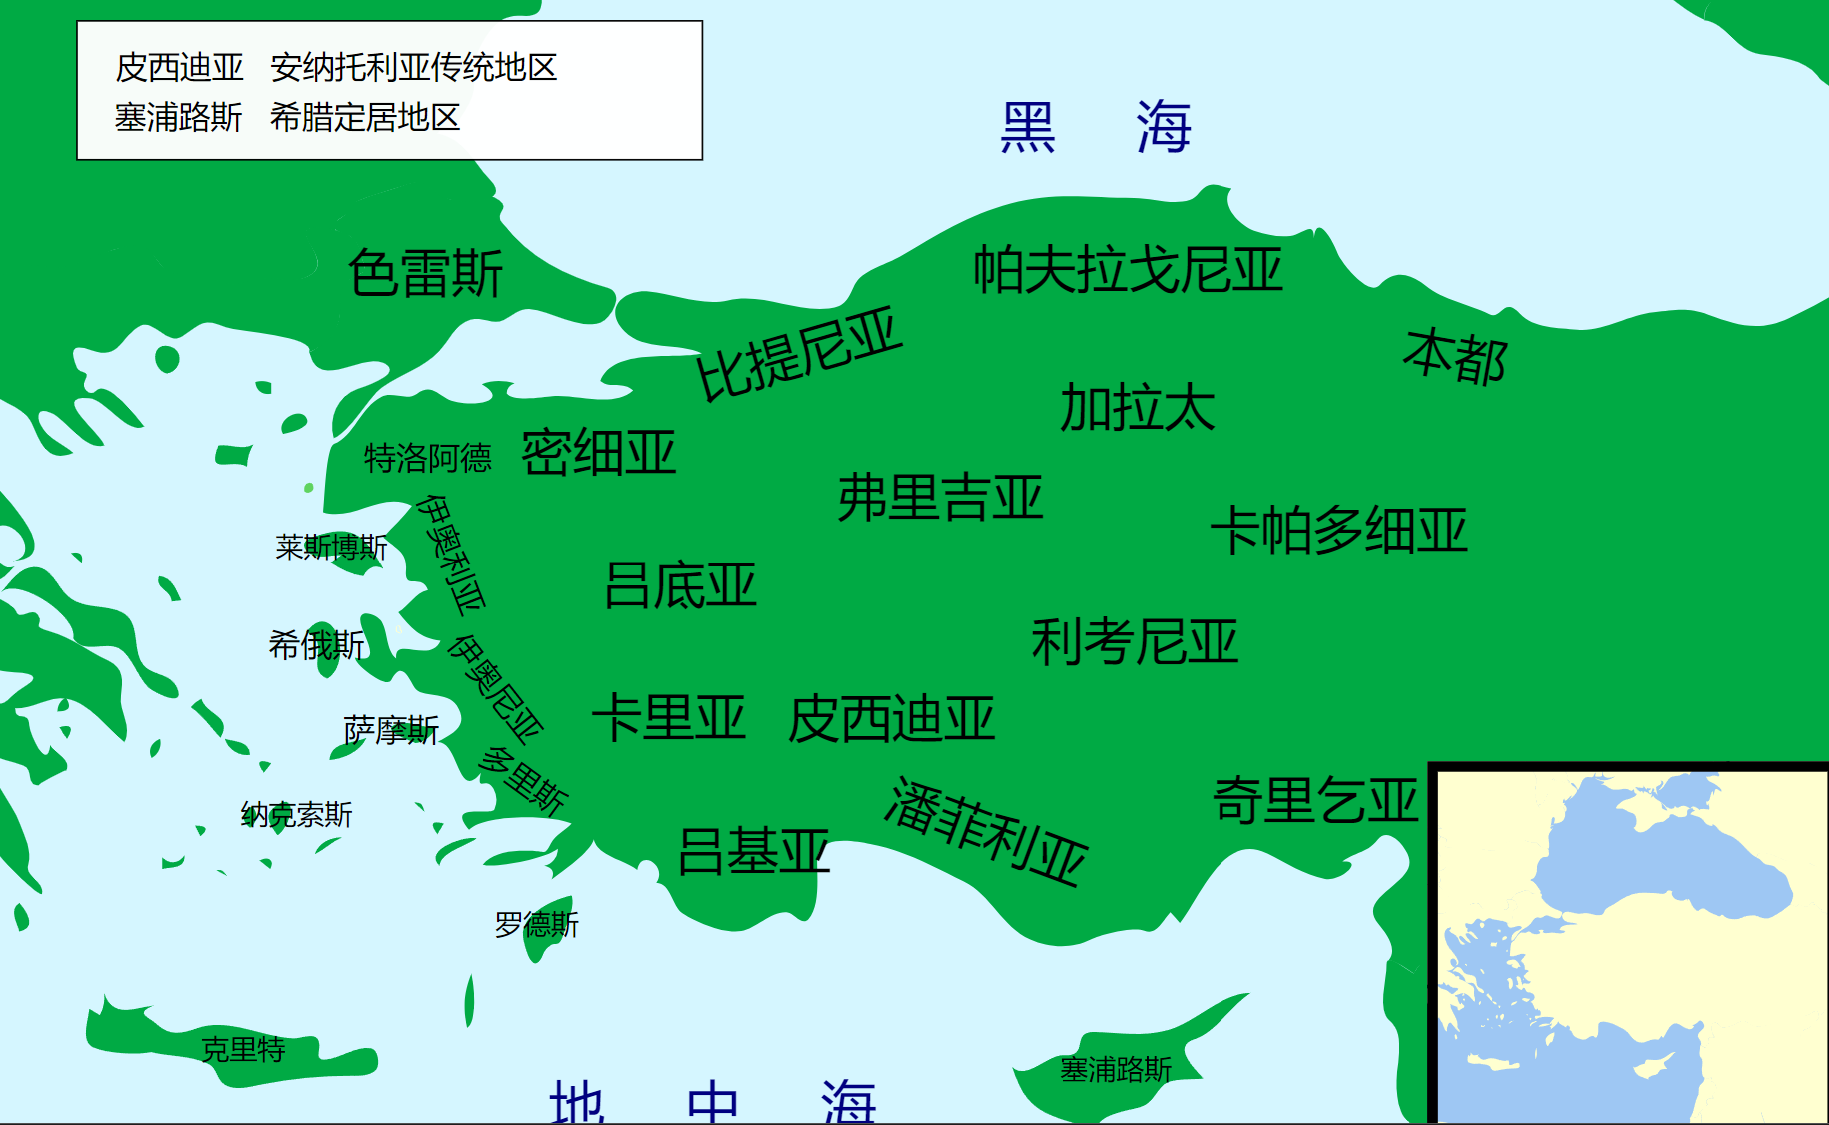 皮西迪亚 安纳托利亚传统地区
塞浦路斯 希腊定居地区
黑 海
色雷斯
帕夫拉戈尼亚
比提尼亚
本都
加拉太
特洛阿德
密细亚
弗里吉亚
卡帕多细亚
伊奥利亚
莱斯博斯
吕底亚
利考尼亚
希俄斯
伊奥尼亚
卡里亚
皮西迪亚
萨摩斯
多里斯
纳克索斯
奇里乞亚
潘菲利亚
吕基亚
罗德斯
克里特
塞浦路斯
地 中 海